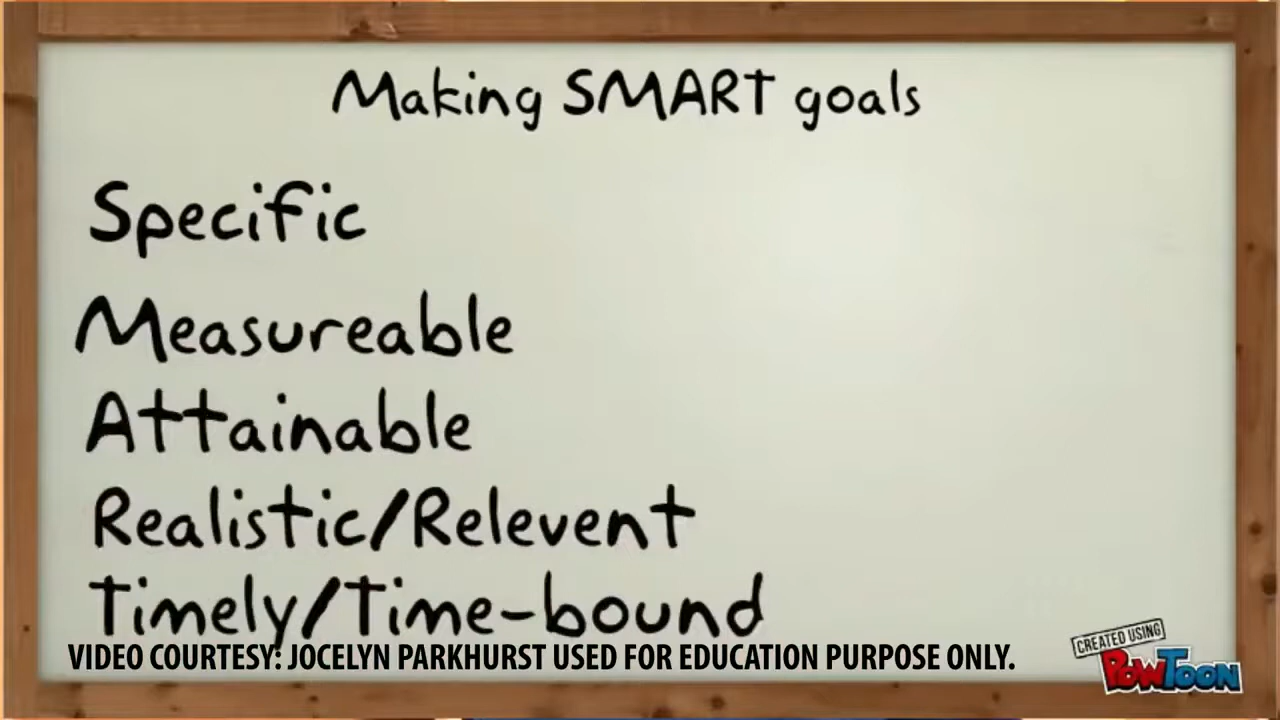 Making SMART goals
Specific
Measureable
Attainable
Realistic/Relevent
Timely/Time-bound
VIDEO COURTESY: JOCELYN PARKHURST USED FOR EDUCATION PURPOSE ONLY.
CREATED USING
POWTOON